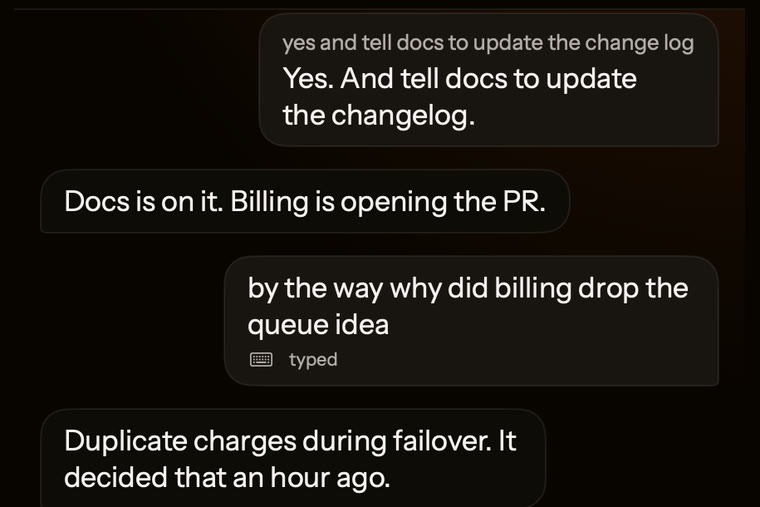 yes and tell docs to update the change log
Yes. And tell docs to update
the changelog.
Docs is on it. Billing is opening the PR.
by the way why did billing drop the
queue idea
typed
Duplicate charges during failover. It
decided that an hour ago.